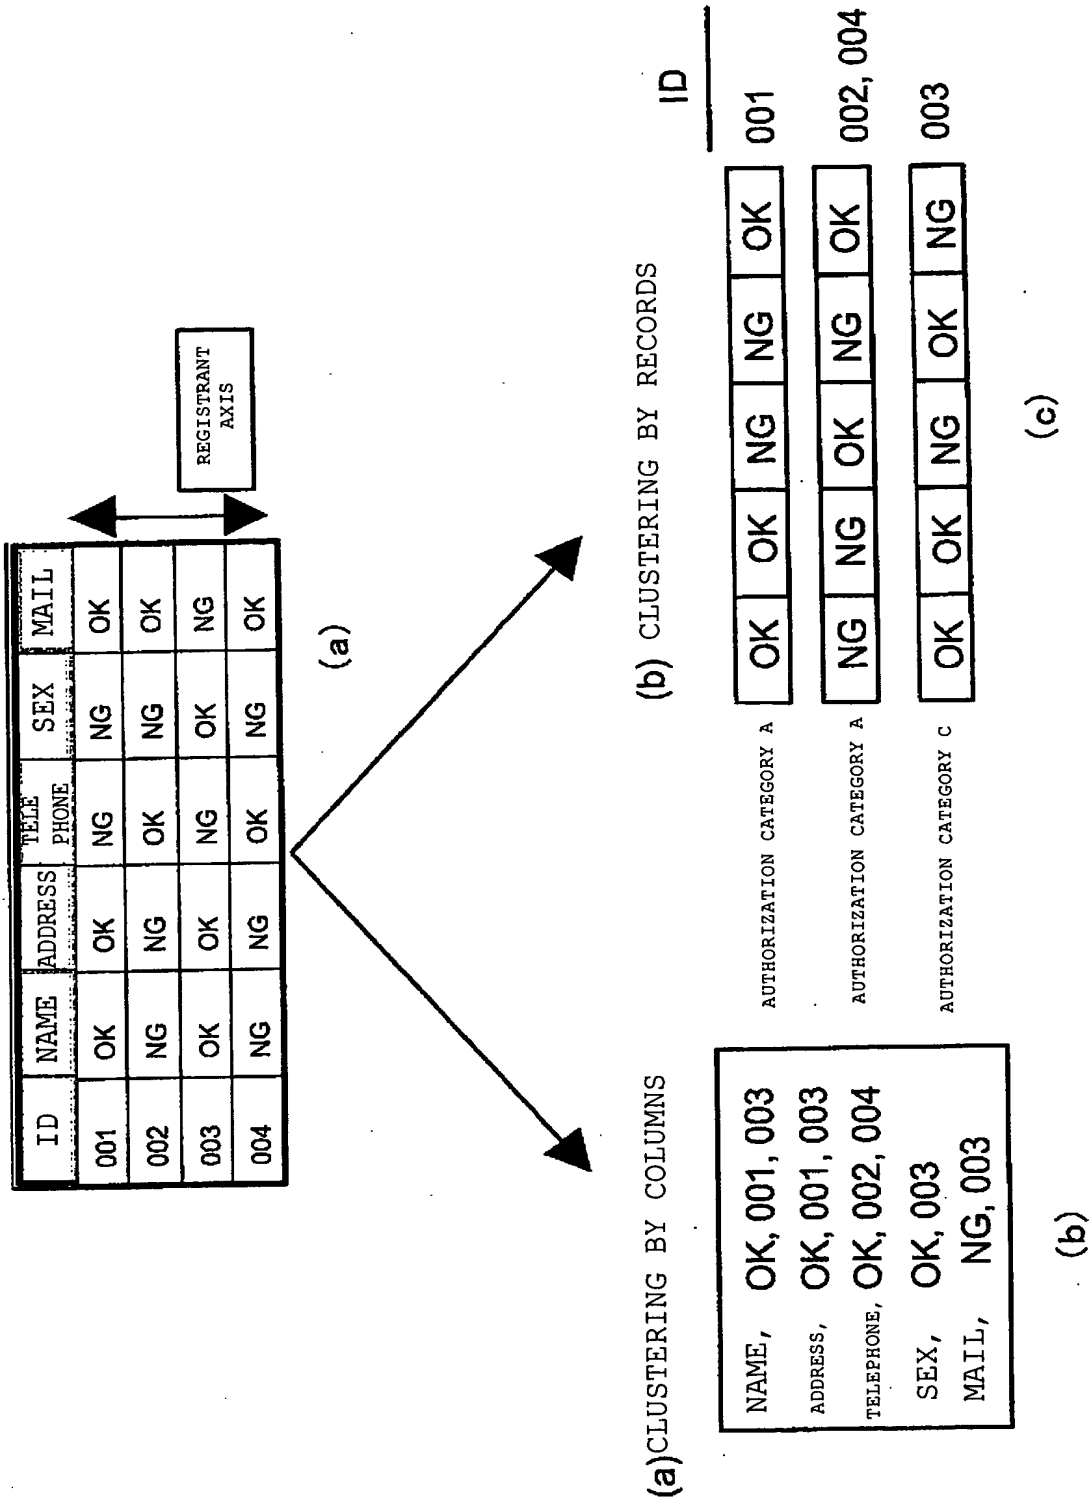 ID NAME ADDRESS TELE PHONE SEX MAIL
001 OK OK NG NG OK
002 NG NG OK NG OK
003 OK OK NG OK NG
004 NG NG OK NG OK
REGISTRANT
AXIS
(a)
(a)CLUSTERING BY COLUMNS
NAME, OK, 001, 003
ADDRESS, OK, 001, 003
TELEPHONE, OK, 002, 004
SEX, OK, 003
MAIL, NG, 003
(b)
(b) CLUSTERING BY RECORDS
ID
AUTHORIZATION CATEGORY A OK OK NG NG OK 001
AUTHORIZATION CATEGORY A NG NG OK NG OK 002, 004
AUTHORIZATION CATEGORY C OK OK NG OK NG 003
(c)